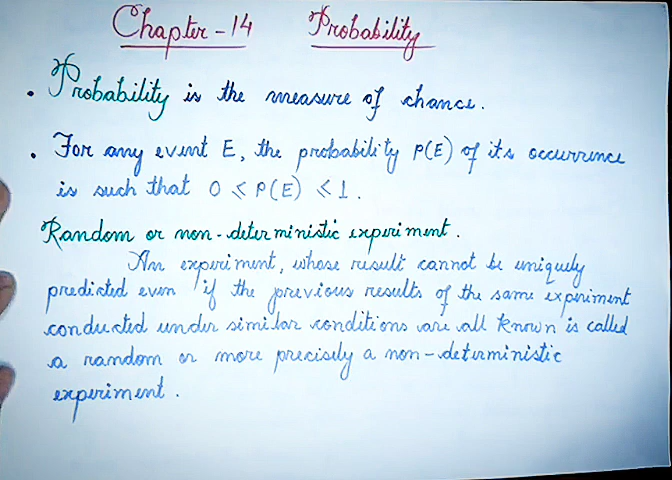 Chapter - 14 Probability
• Probability is the measure of chance.
• For any event E, the probability P(E) of its occurrence
is such that 0 ⩽ P(E) ⩽ 1.
Random or non-deterministic experiment.
An experiment, whose result cannot be uniquely
predicted even if the previous results of the same experiment
conducted under similar conditions are all known is called
a random or more precisely a non-deterministic
experiment.